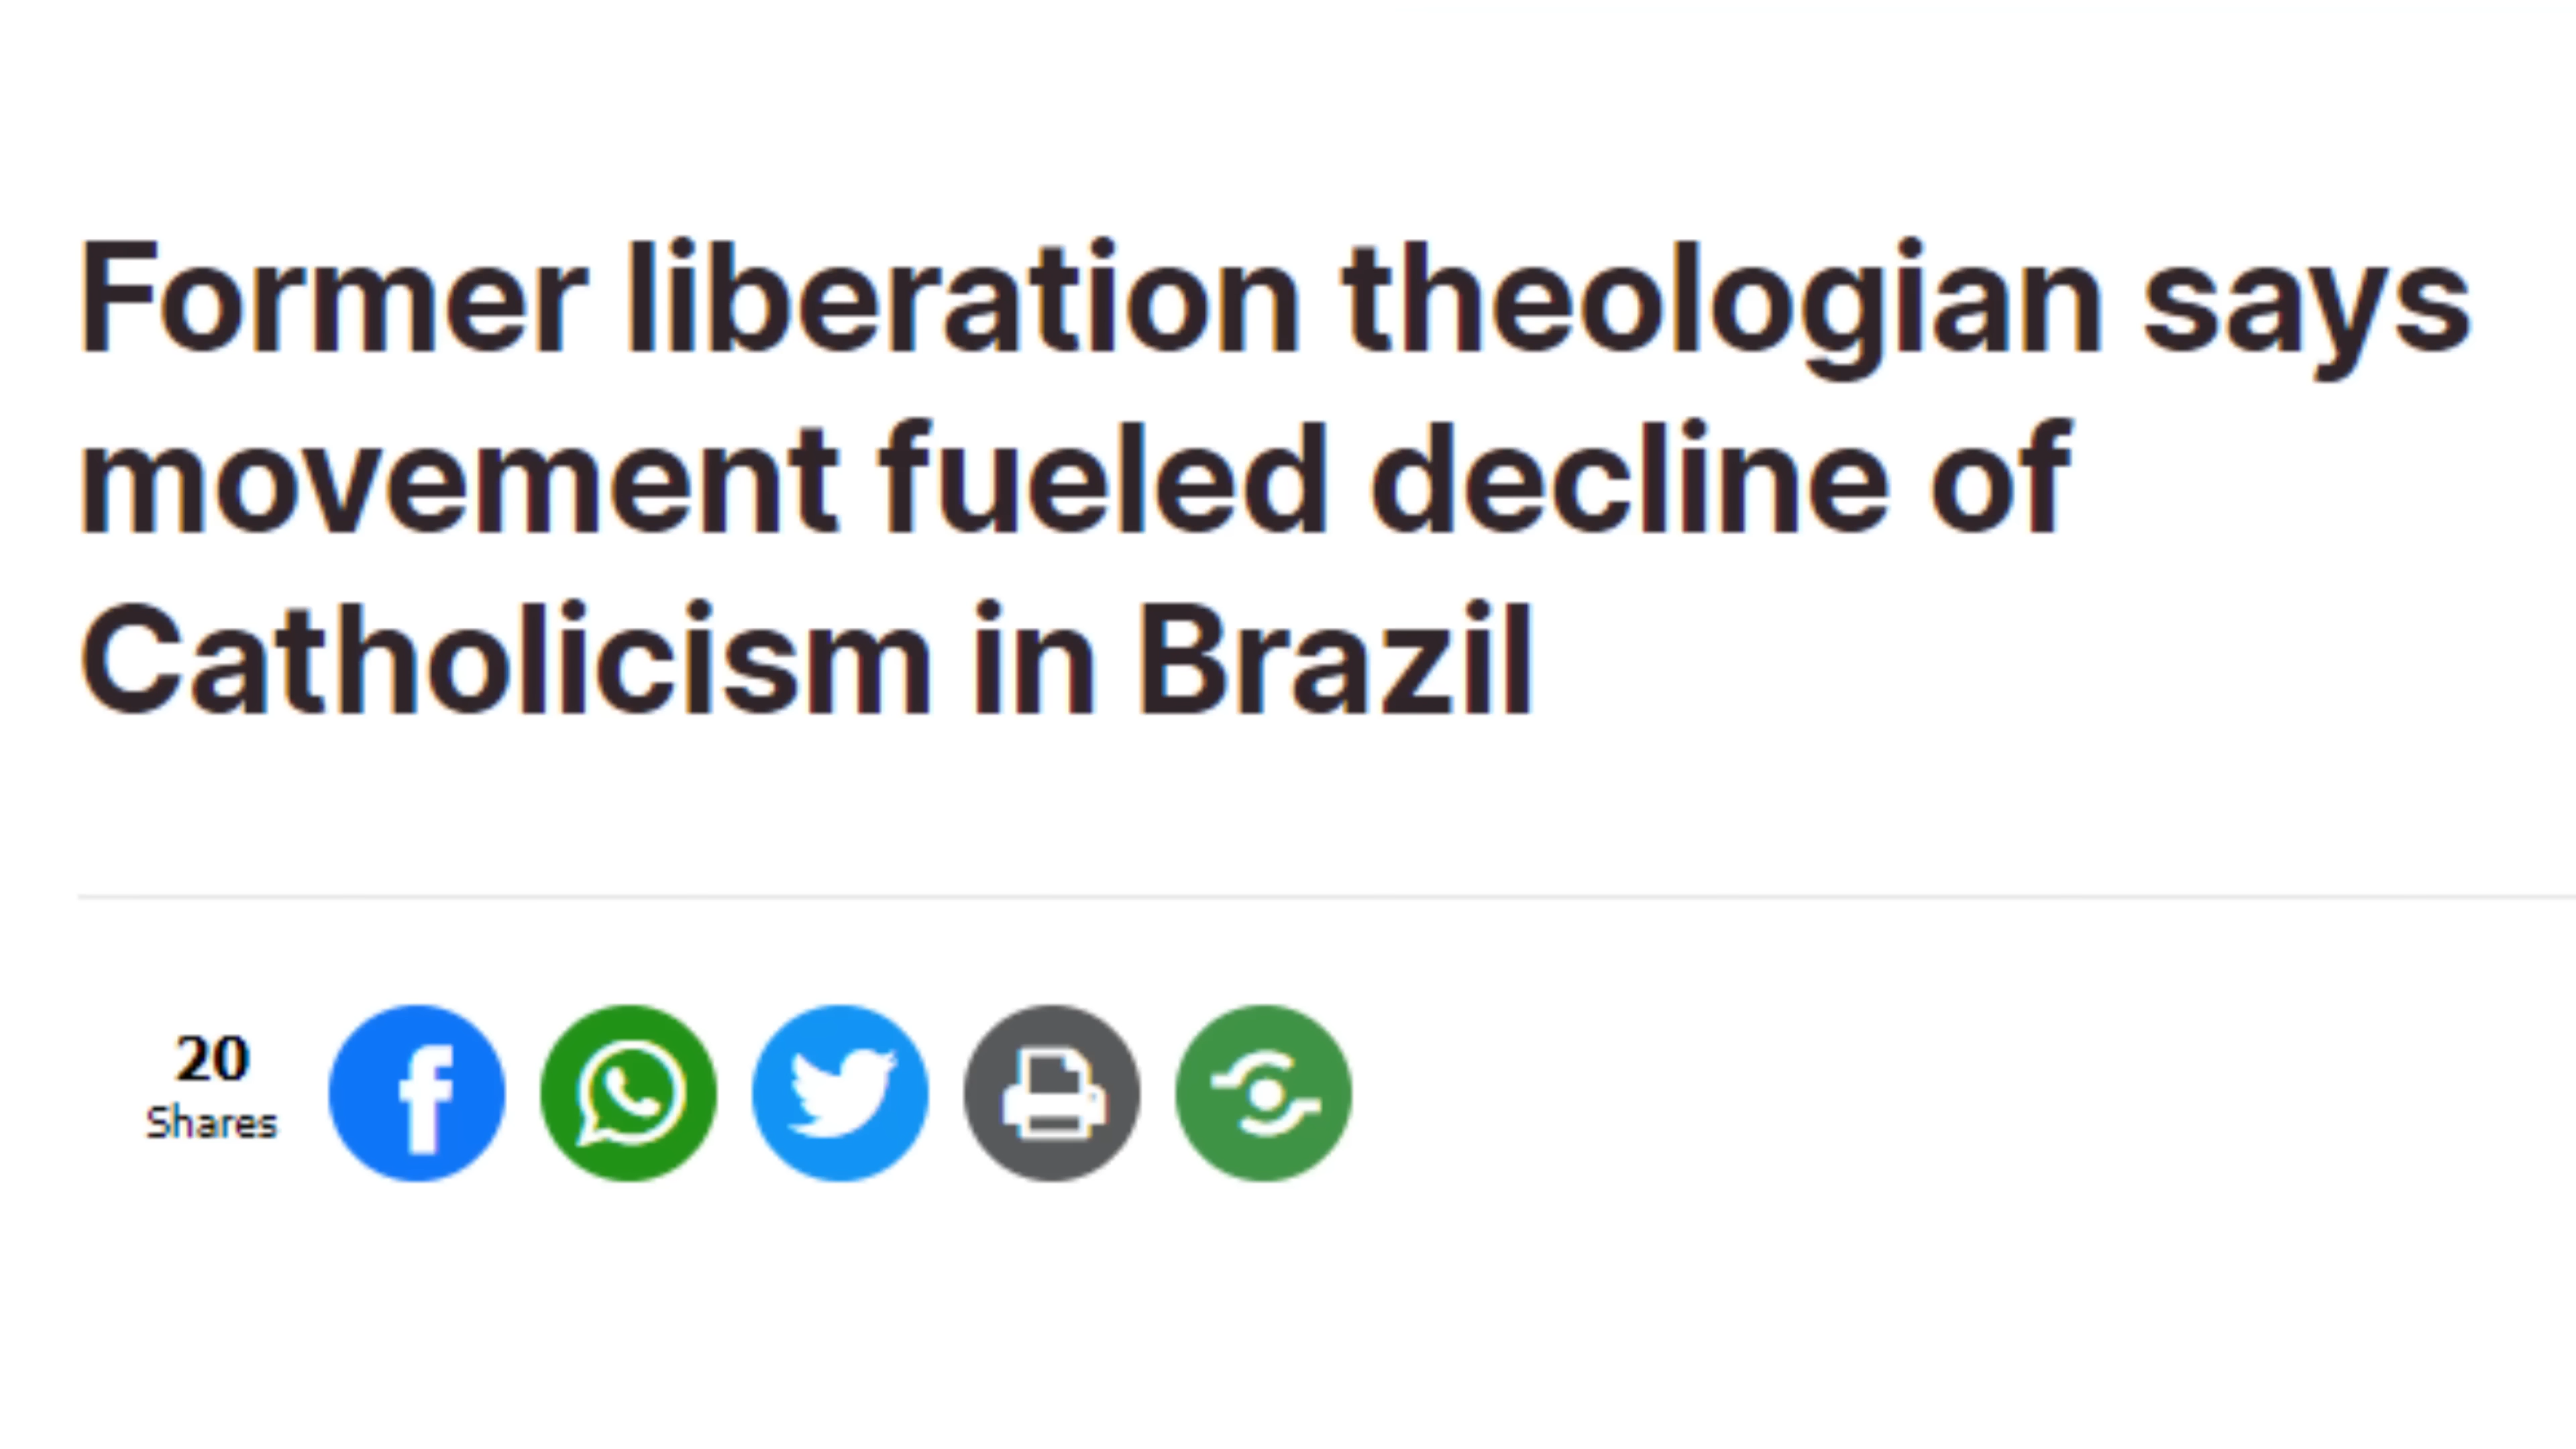 Former liberation theologian says
movement fueled decline of
Catholicism in Brazil
20
Shares